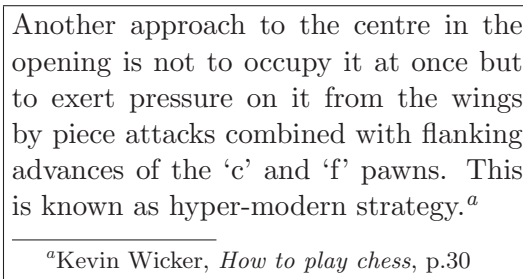 Another approach to the centre in the
opening is not to occupy it at once but
to exert pressure on it from the wings
by piece attacks combined with flanking
advances of the ‘c’ and ‘f’ pawns. This
is known as hyper-modern strategy.a
aKevin Wicker, How to play chess, p.30